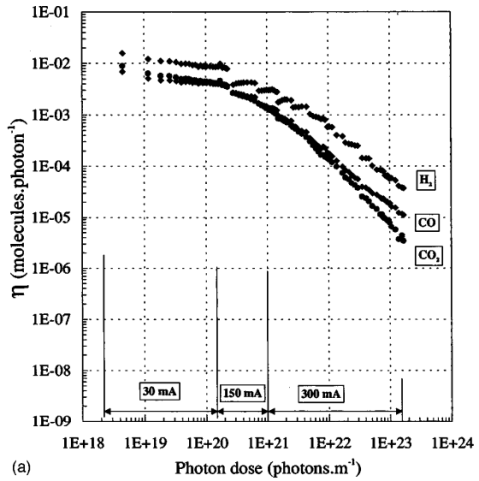 1E-01
1E-02
1E-03
1E-04
1E-05
1E-06
1E-07
1E-08
1E-09
η (molecules.photon⁻¹)
H₂
CO
CO₂
30 mA
150 mA
300 mA
1E+18 1E+19 1E+20 1E+21 1E+22 1E+23 1E+24
(a) Photon dose (photons.m⁻¹)